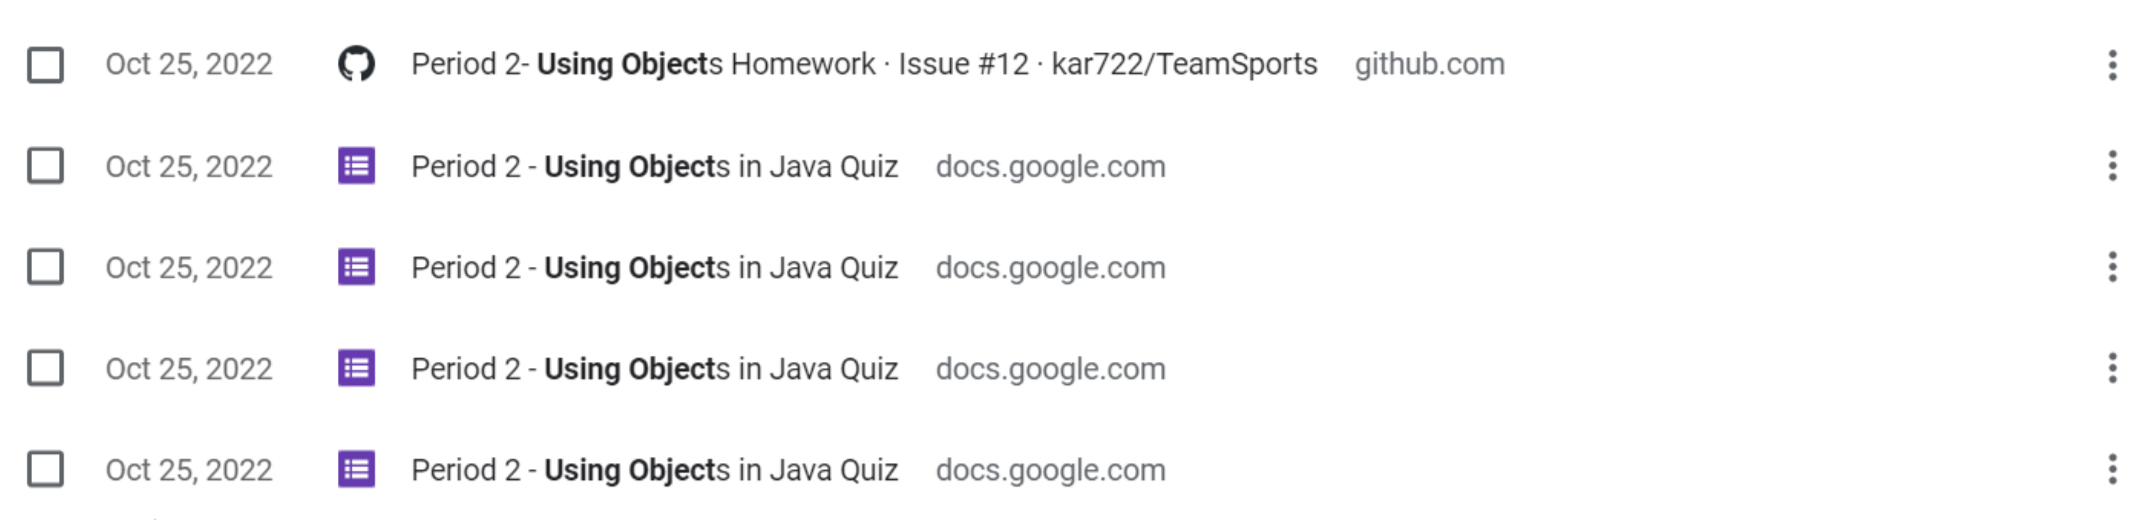 Oct 25, 2022 Period 2- Using Objects Homework · Issue #12 · kar722/TeamSports github.com
Oct 25, 2022 Period 2 - Using Objects in Java Quiz docs.google.com
Oct 25, 2022 Period 2 - Using Objects in Java Quiz docs.google.com
Oct 25, 2022 Period 2 - Using Objects in Java Quiz docs.google.com
Oct 25, 2022 Period 2 - Using Objects in Java Quiz docs.google.com